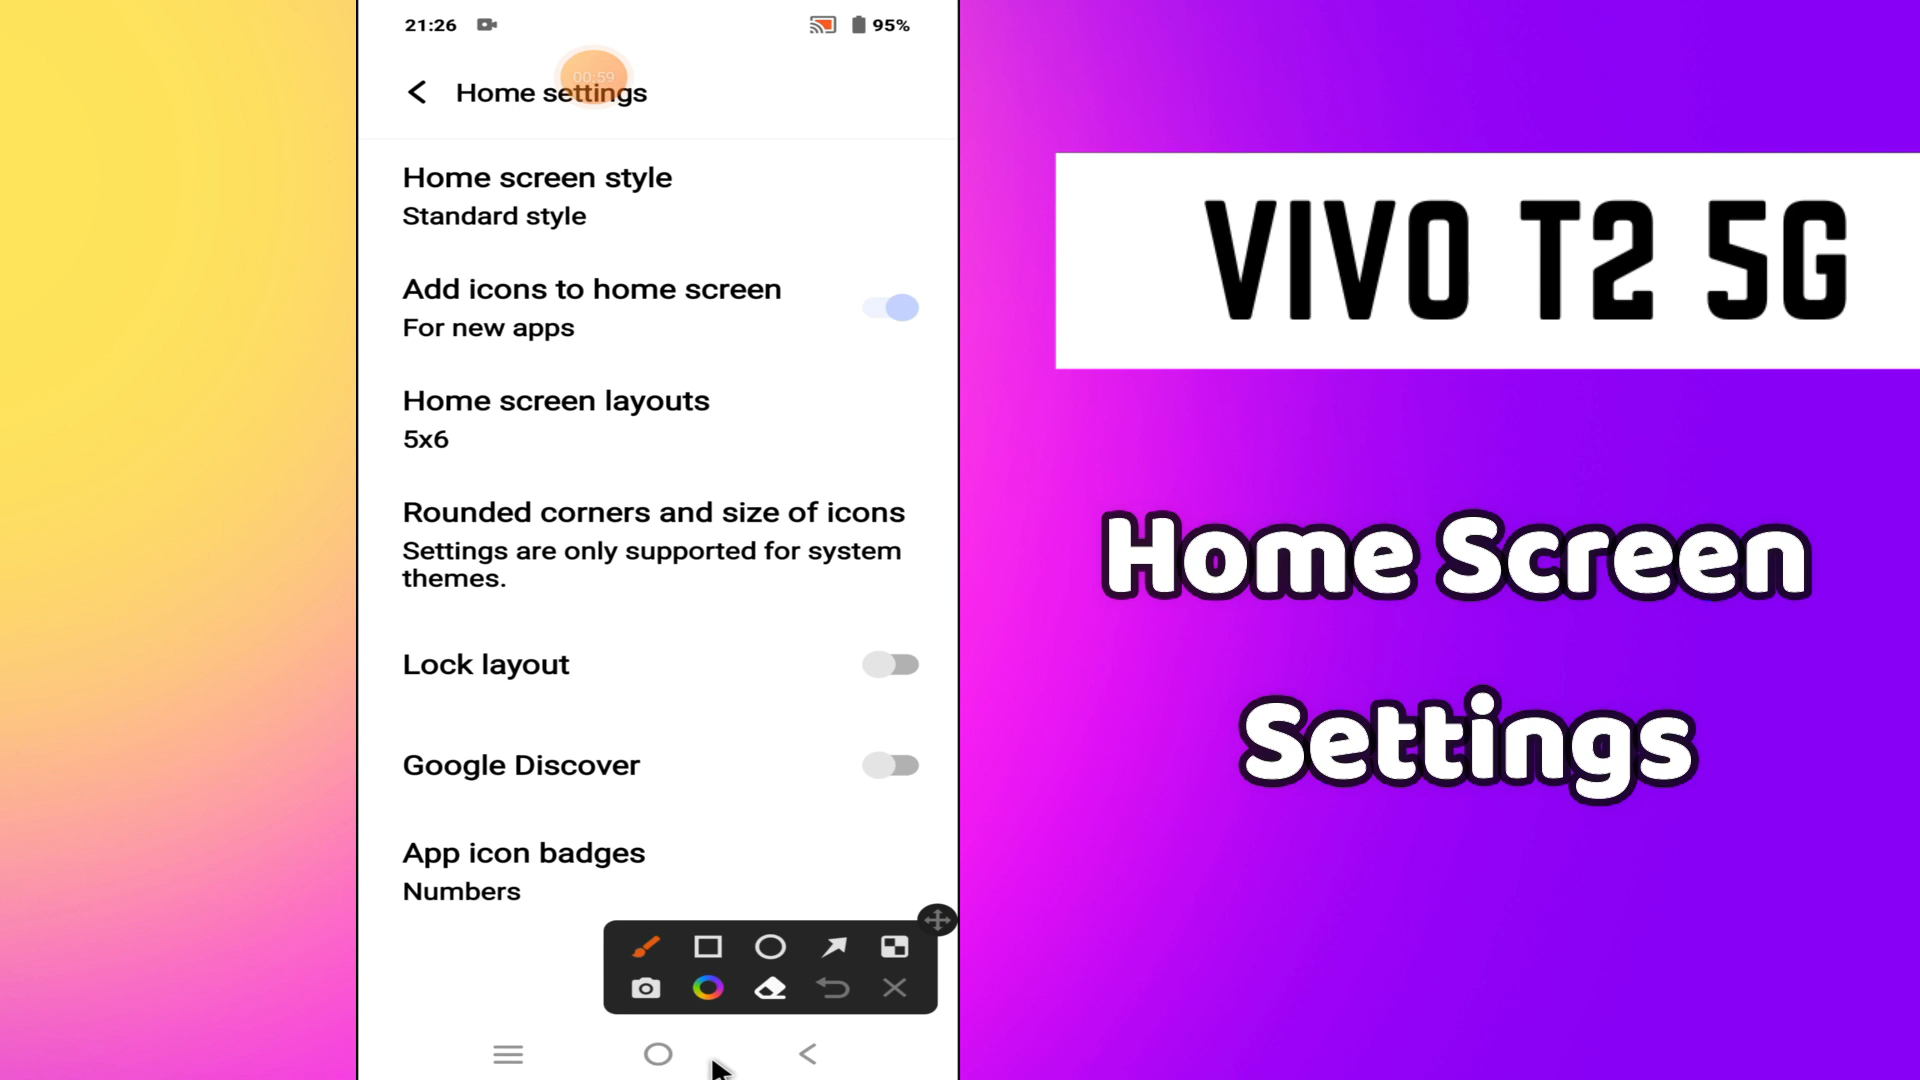 21:26
95%
00:59
Home settings
Home screen style
Standard style
Add icons to home screen
For new apps
Home screen layouts
5x6
Rounded corners and size of icons
Settings are only supported for system
themes.
Lock layout
Google Discover
App icon badges
Numbers
VIVO T2 5G
Home Screen
Settings